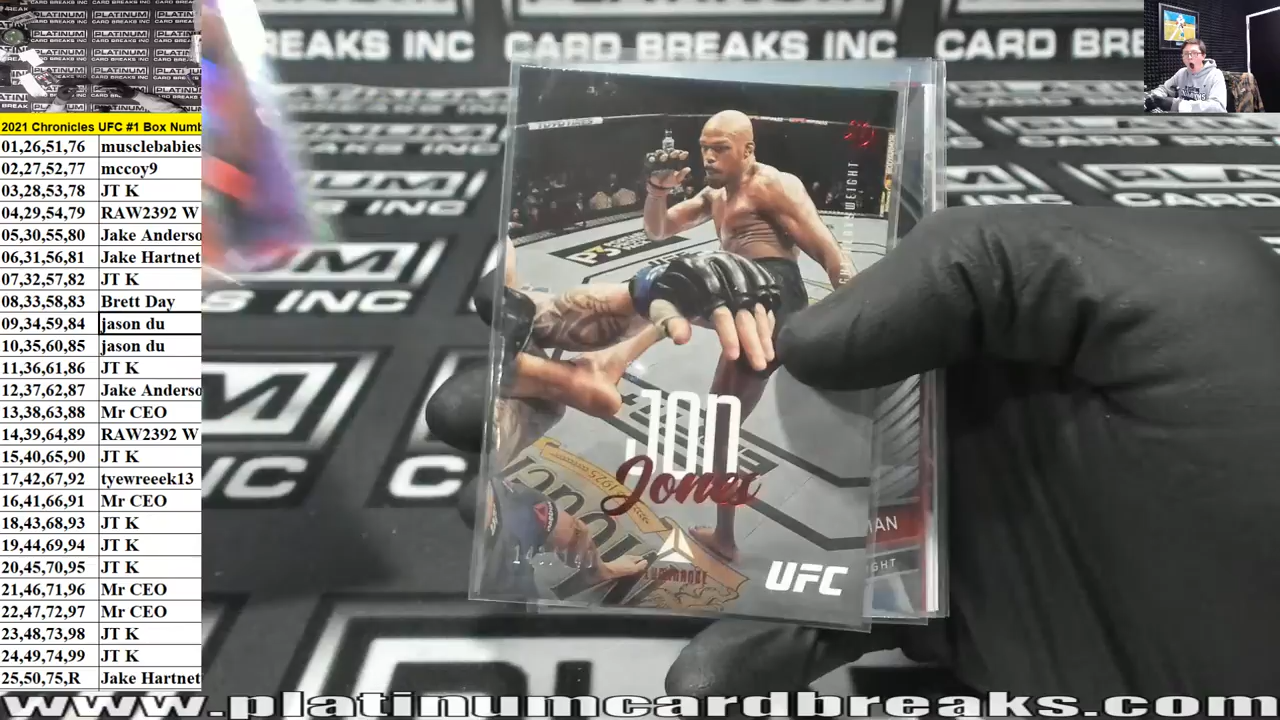 PLATINUM
CARD BREAKS INC
BREAKS INC
CARD BREAKS INC
CARD BRE
2021 Chronicles UFC #1 Box Numb
01,26,51,76 musclebabies
02,27,52,77 mccoy9
03,28,53,78 JT K
04,29,54,79 RAW2392 W
05,30,55,80 Jake Anderso
06,31,56,81 Jake Hartnet
07,32,57,82 JT K
08,33,58,83 Brett Day
09,34,59,84 jason du
10,35,60,85 jason du
11,36,61,86 JT K
12,37,62,87 Jake Anderso
13,38,63,88 Mr CEO
14,39,64,89 RAW2392 W
15,40,65,90 JT K
17,42,67,92 tyewreeek13
16,41,66,91 Mr CEO
18,43,68,93 JT K
19,44,69,94 JT K
20,45,70,95 JT K
21,46,71,96 Mr CEO
22,47,72,97 Mr CEO
23,48,73,98 JT K
24,49,74,99 JT K
25,50,75,R Jake Hartnet
TOYO TIRES
JON
Jones
LUMINANCE
UFC
MAN
www.platinumcardbreaks.com